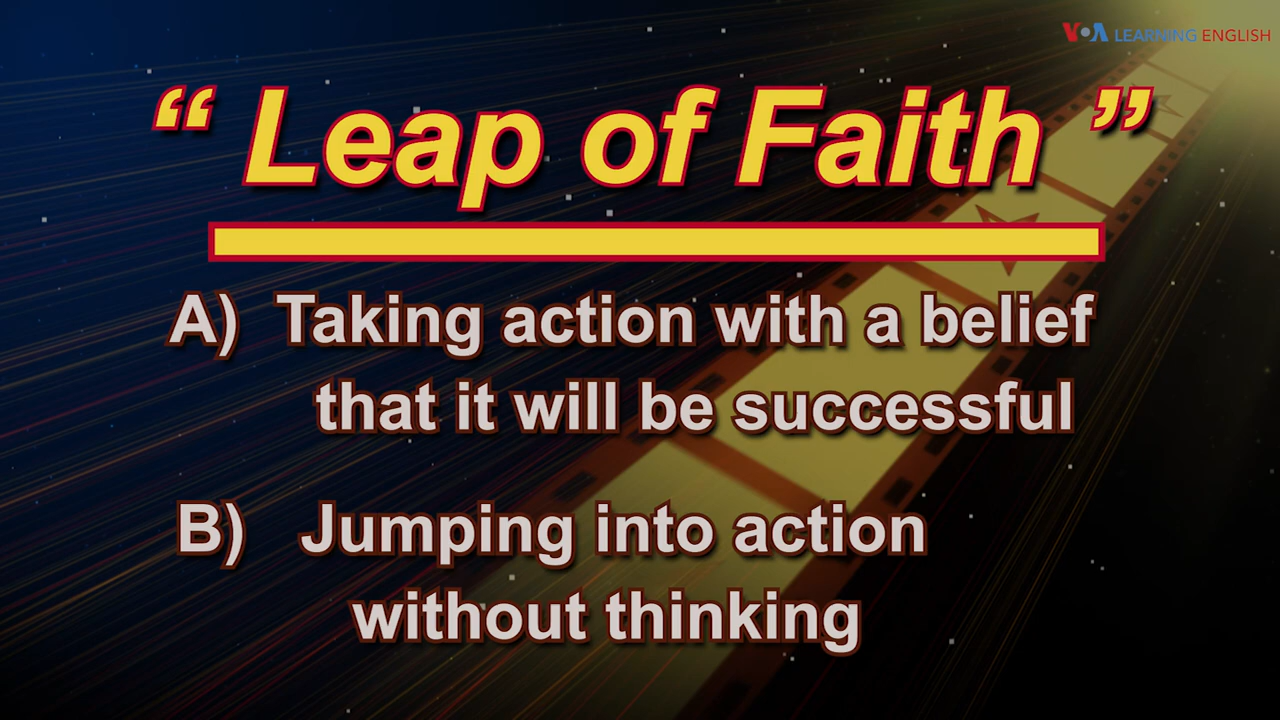 VOA LEARNING ENGLISH
“ Leap of Faith ”
A) Taking action with a belief
that it will be successful
B) Jumping into action
without thinking